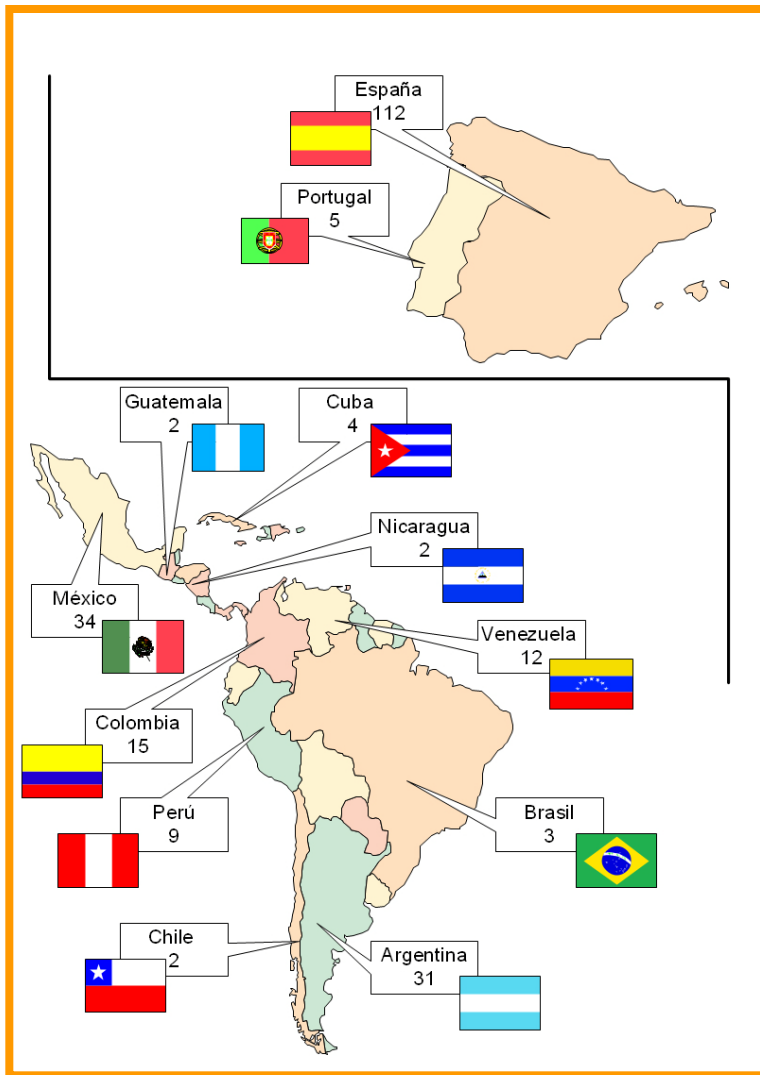 España
112
Portugal
5
Guatemala
2
Cuba
4
Nicaragua
2
México
34
Venezuela
12
Colombia
15
Perú
9
Brasil
3
Chile
2
Argentina
31